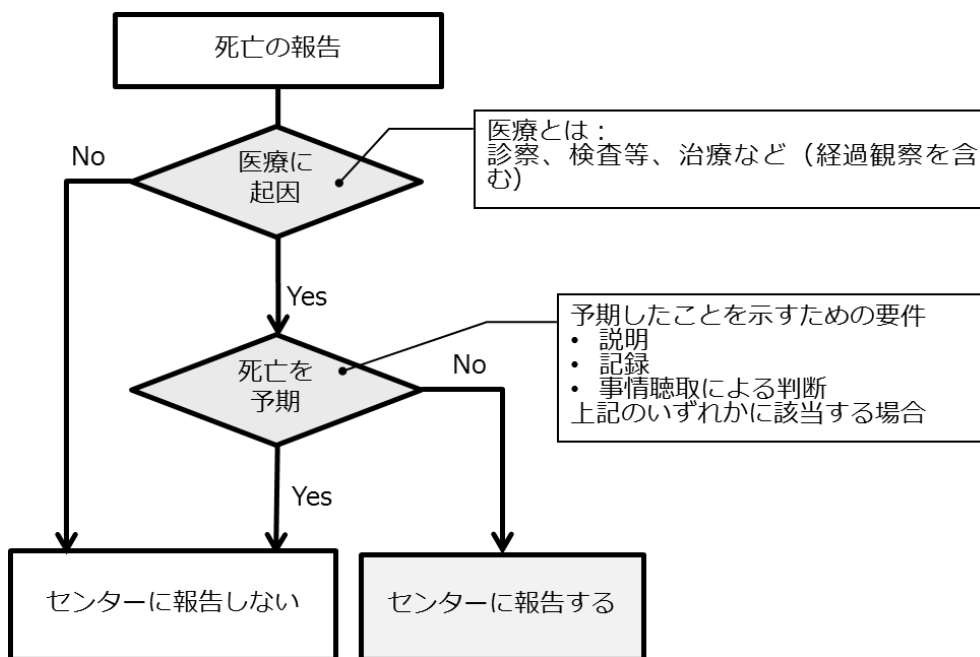 死亡の報告
医療とは：
診察、検査等、治療など（経過観察を含
む）
No
医療に
起因
Yes
予期したことを示すための要件
• 説明
• 記録
• 事情聴取による判断
上記のいずれかに該当する場合
死亡を
予期
No
Yes
センターに報告しない
センターに報告する